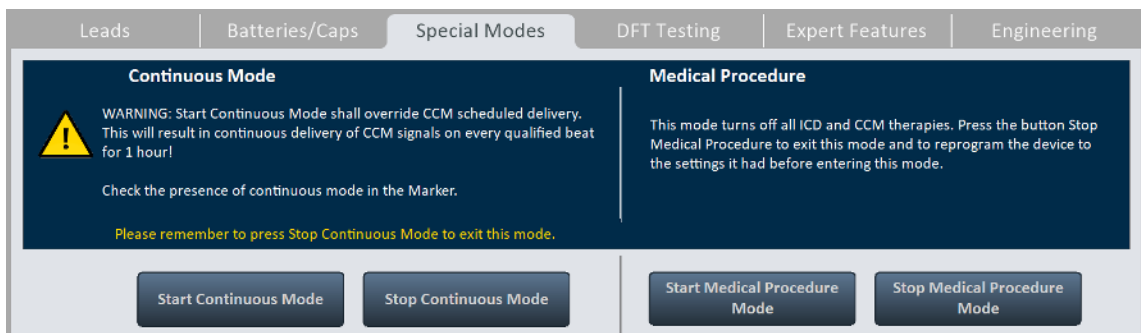 Leads
Batteries/Caps
Special Modes
DFT Testing
Expert Features
Engineering
Continuous Mode
WARNING: Start Continuous Mode shall override CCM scheduled delivery.
This will result in continuous delivery of CCM signals on every qualified beat
for 1 hour!
Check the presence of continuous mode in the Marker.
Please remember to press Stop Continuous Mode to exit this mode.
Medical Procedure
This mode turns off all ICD and CCM therapies. Press the button Stop
Medical Procedure to exit this mode and to reprogram the device to
the settings it had before entering this mode.
Start Continuous Mode
Stop Continuous Mode
Start Medical Procedure
Mode
Stop Medical Procedure
Mode